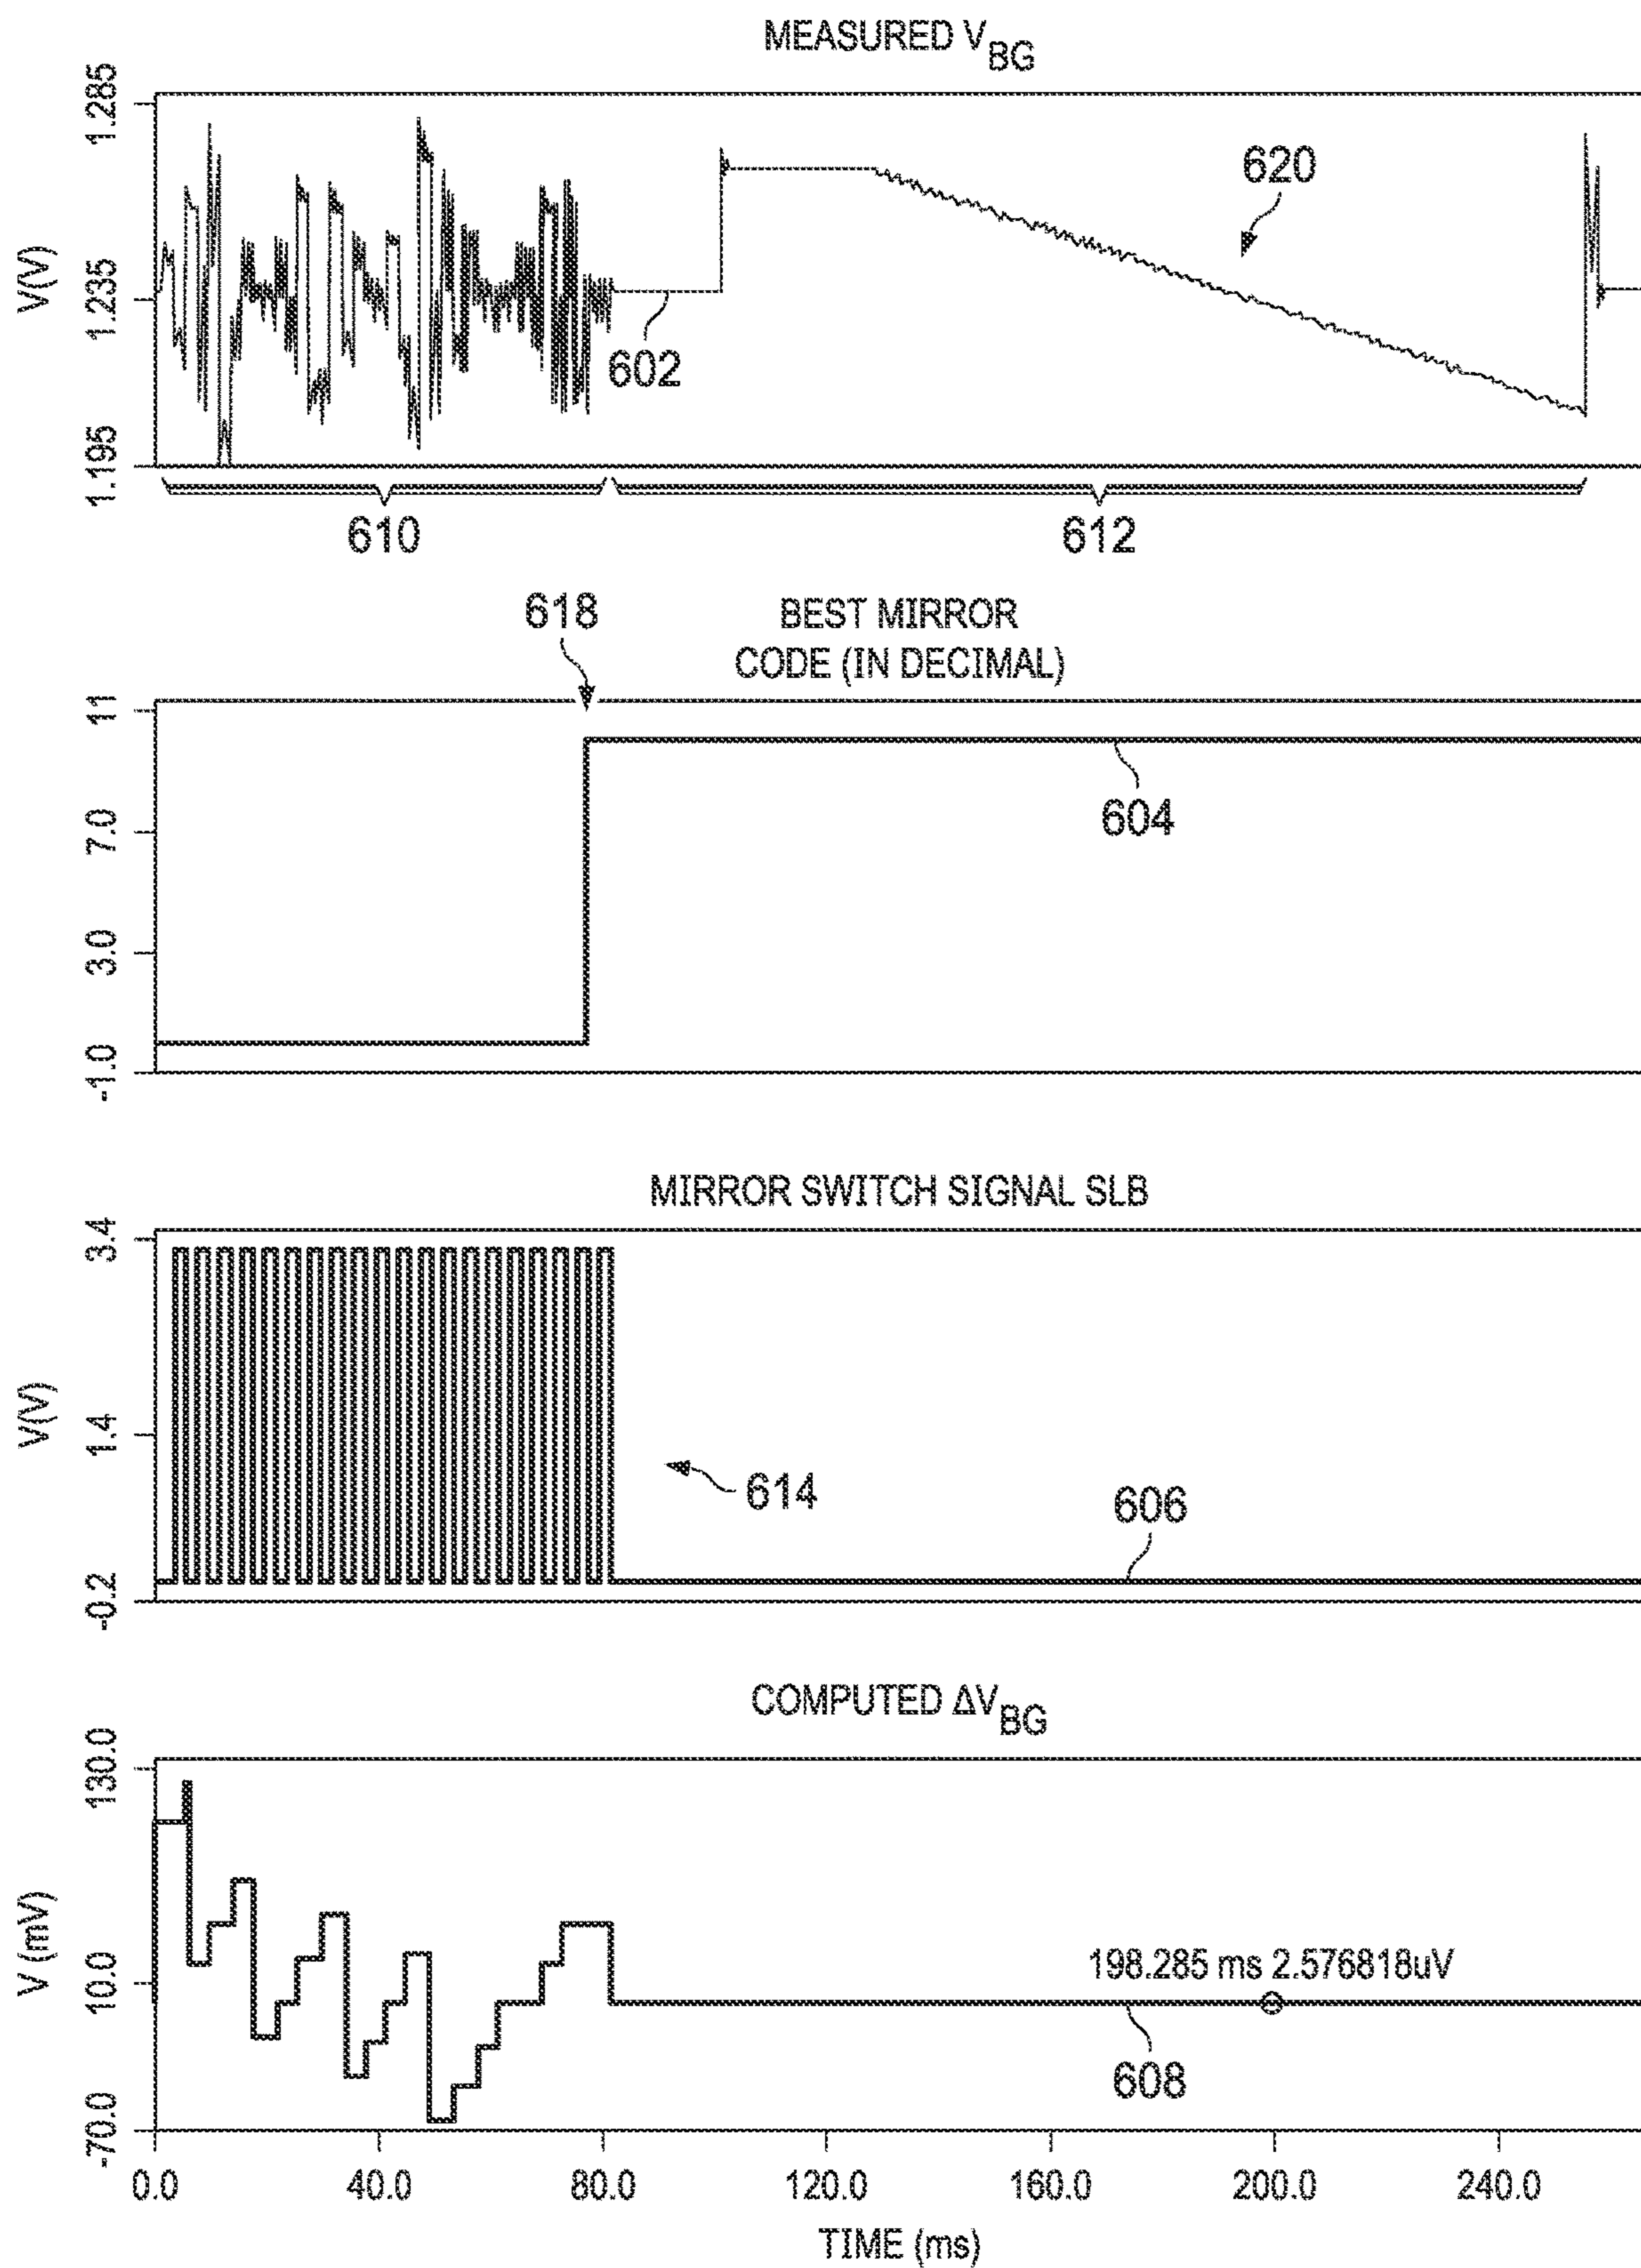 MEASURED VBG
V(V)
1.285
1.235
1.195
620
602
610
612
618
BEST MIRROR
CODE (IN DECIMAL)
11
7.0
3.0
-1.0
604
MIRROR SWITCH SIGNAL SLB
V(V)
3.4
1.4
-0.2
614
606
COMPUTED ΔVBG
V (mV)
130.0
10.0
-70.0
198.285 ms 2.576818uV
608
0.0 40.0 80.0 120.0 160.0 200.0 240.0
TIME (ms)